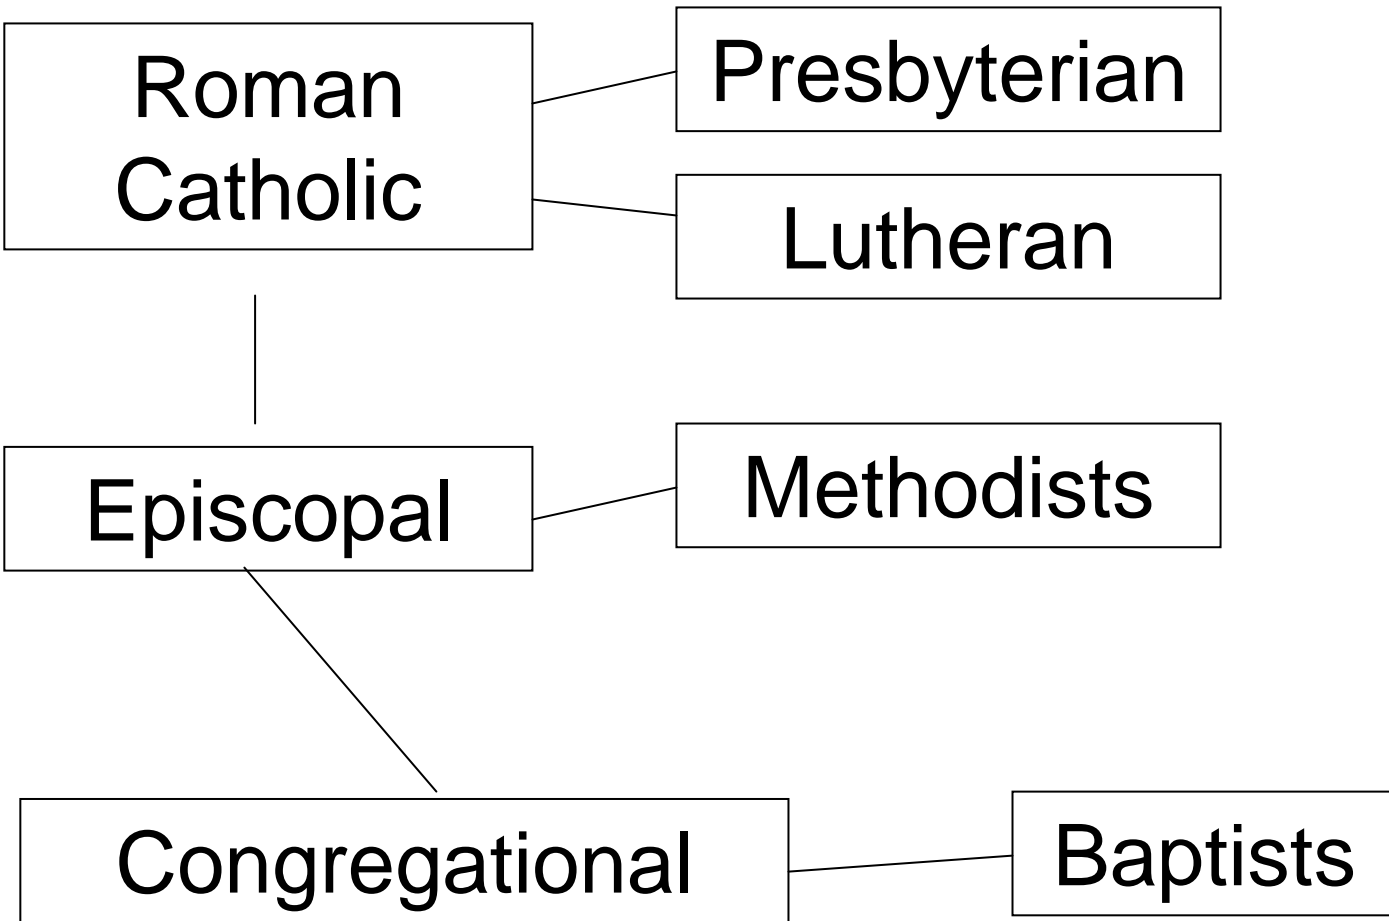 Roman
Catholic
Presbyterian
Lutheran
Episcopal
Methodists
Congregational
Baptists